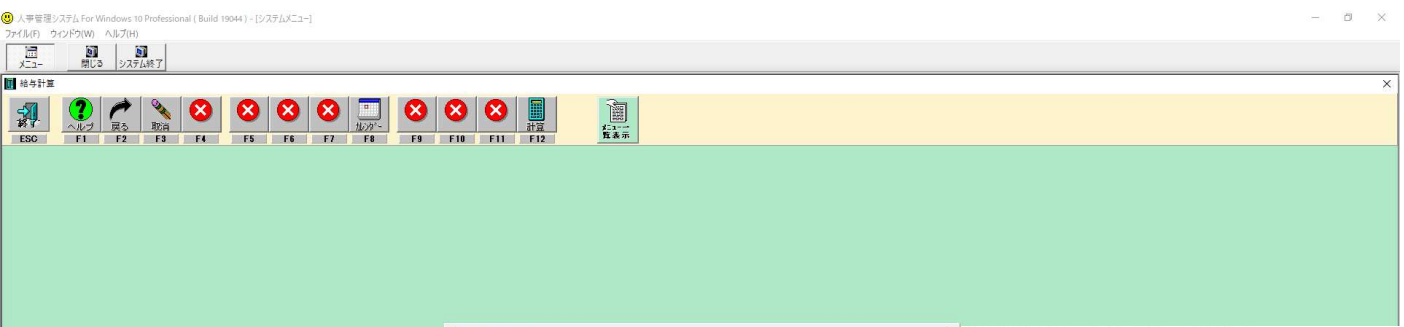 人事管理システム For Windows 10 Professional ( Build 19044 ) - [システムメニュー]
ファイル(F) ウィンドウ(W) ヘルプ(H)
メニュー 閉じる システム終了
給与計算
終了 ヘルプ 戻る 取消 ｶﾚﾝﾀﾞｰ 計算 メニュー一覧表示
ESC F1 F2 F3 F4 F5 F6 F7 F8 F9 F10 F11 F12